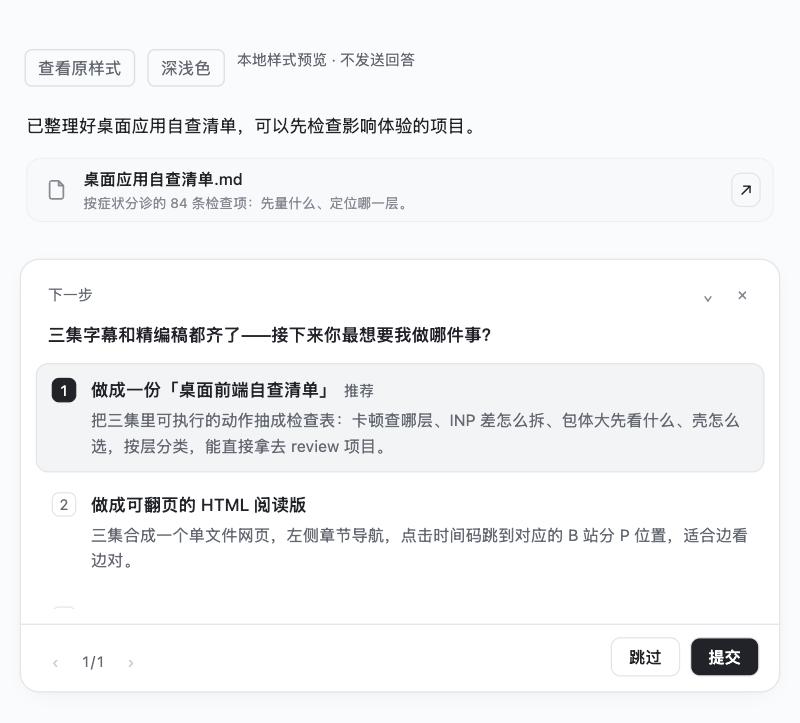 查看原样式 深浅色 本地样式预览 · 不发送回答
已整理好桌面应用自查清单，可以先检查影响体验的项目。
桌面应用自查清单.md
按症状分诊的 84 条检查项：先量什么、定位哪一层。
下一步
三集字幕和精编稿都齐了——接下来你最想要我做哪件事？
1 做成一份「桌面前端自查清单」 推荐
把三集里可执行的动作抽成检查表：卡顿查哪层、INP 差怎么拆、包体大先看什么、壳怎么
选，按层分类，能直接拿去 review 项目。
2 做成可翻页的 HTML 阅读版
三集合成一个单文件网页，左侧章节导航，点击时间码跳到对应的 B 站分 P 位置，适合边看
边对。
1/1
跳过 提交